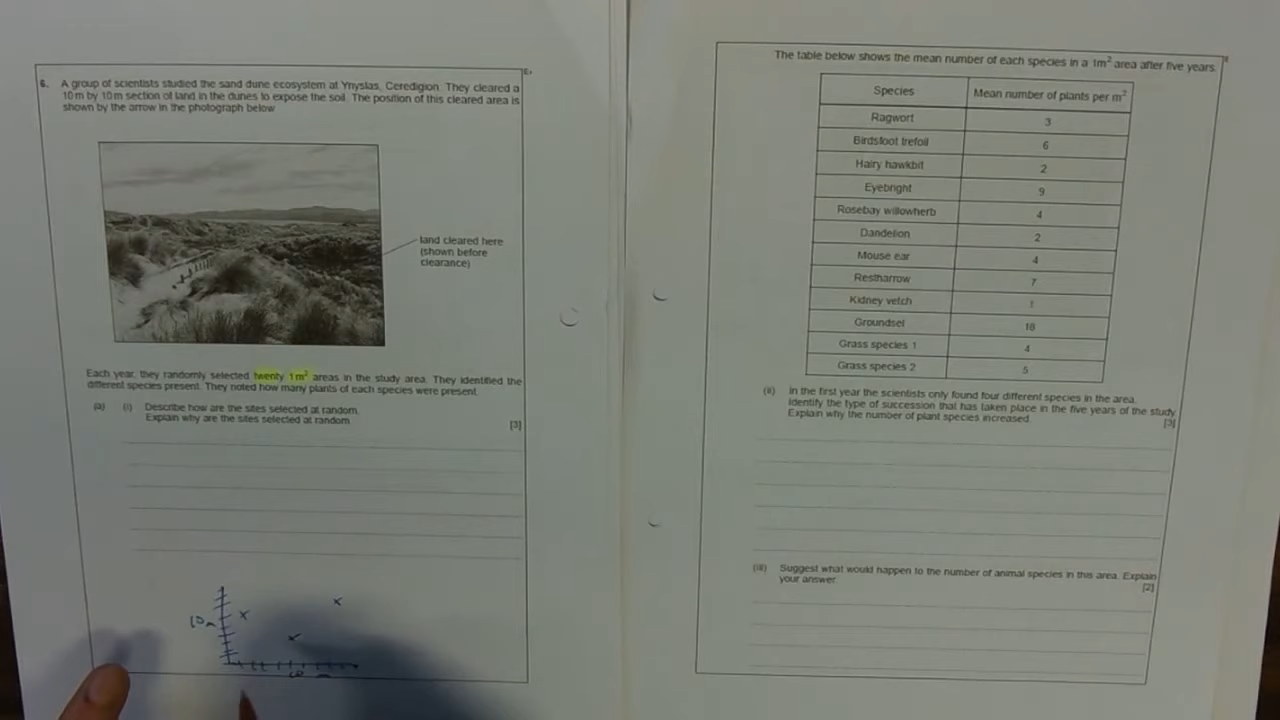 6. A group of scientists studied the sand dune ecosystem at Ynyslas, Ceredigion. They cleared a
10 m by 10 m section of land in the dunes to expose the soil. The position of this cleared area is
shown by the arrow in the photograph below.
land cleared here
(shown before
clearance)
Each year, they randomly selected twenty 1 m² areas in the study area. They identified the
different species present. They noted how many plants of each species were present.
(a) (i) Describe how are the sites selected at random.
Explain why are the sites selected at random.
[3]
10 m
10 m
The table below shows the mean number of each species in a 1m² area after five years.
Species Mean number of plants per m²
Ragwort 3
Birdsfoot trefoil 6
Hairy hawkbit 2
Eyebright 9
Rosebay willowherb 4
Dandelion 2
Mouse ear 4
Restharrow 7
Kidney vetch 1
Groundsel
Grass species 1 4
Grass species 2 5
(ii) In the first year the scientists only found four different species in the area.
Identify the type of succession that has taken place in the five years of the study.
Explain why the number of plant species increased.
[3]
(iii) Suggest what would happen to the number of animal species in this area. Explain
your answer.
[2]